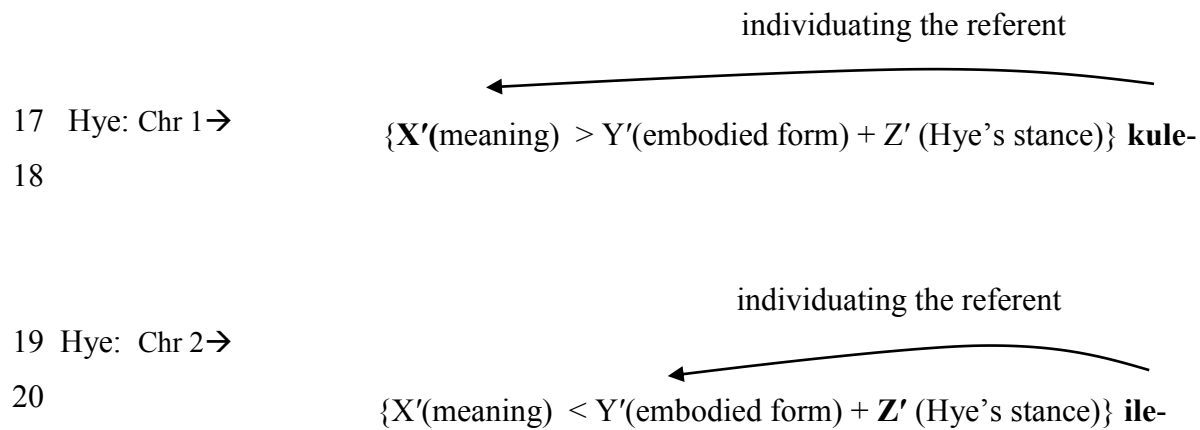 individuating the referent
17 Hye: Chr 1→ {X′(meaning) > Y′(embodied form) + Z′ (Hye’s stance)} kule-
18
individuating the referent
19 Hye: Chr 2→
20 {X′(meaning) < Y′(embodied form) + Z′ (Hye’s stance)} ile-